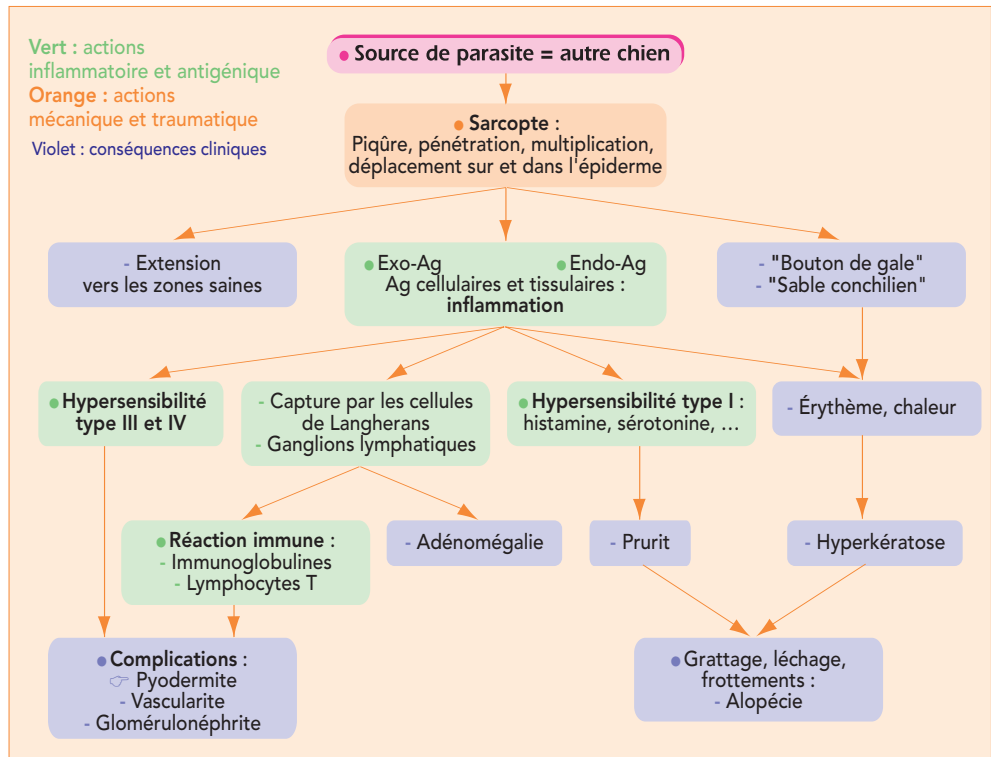 Vert : actions
inflammatoire et antigénique
Orange : actions
mécanique et traumatique
Violet : conséquences cliniques
● Source de parasite = autre chien
● Sarcopte :
Piqûre, pénétration, multiplication,
déplacement sur et dans l'épiderme
- Extension
vers les zones saines
● Exo-Ag ● Endo-Ag
Ag cellulaires et tissulaires :
inflammation
- "Bouton de gale"
- "Sable conchilien"
● Hypersensibilité
type III et IV
- Capture par les cellules
de Langherans
- Ganglions lymphatiques
● Hypersensibilité type I :
histamine, sérotonine, ...
- Érythème, chaleur
● Réaction immune :
- Immunoglobulines
- Lymphocytes T
- Adénomégalie
- Prurit
- Hyperkératose
● Complications :
☞ Pyodermite
- Vascularite
- Glomérulonéphrite
● Grattage, léchage,
frottements :
- Alopécie